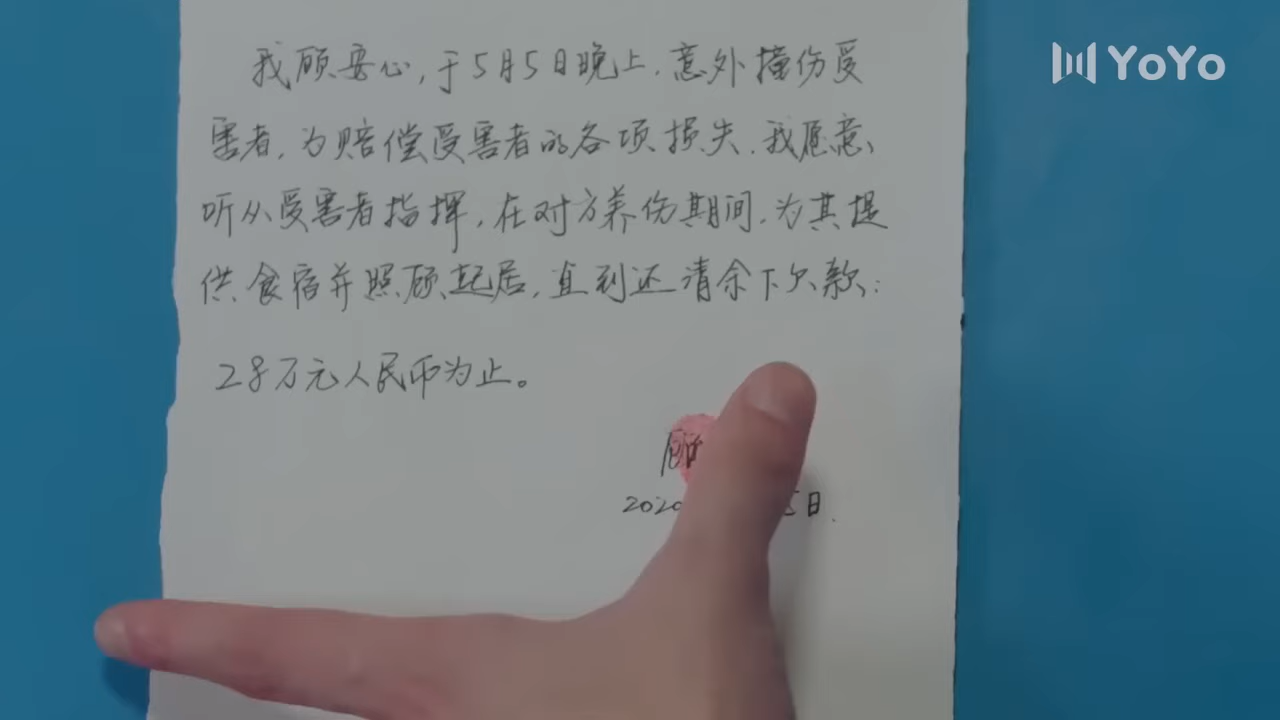 YoYo
我顾安心,于5月5日晚上,意外撞伤受
害者,为赔偿受害者的各项损失,我愿意
听从受害者指挥,在对方养伤期间,为其提
供食宿并照顾起居,直到还清余下欠款:
28万元人民币为止。
顾
2020 5日.